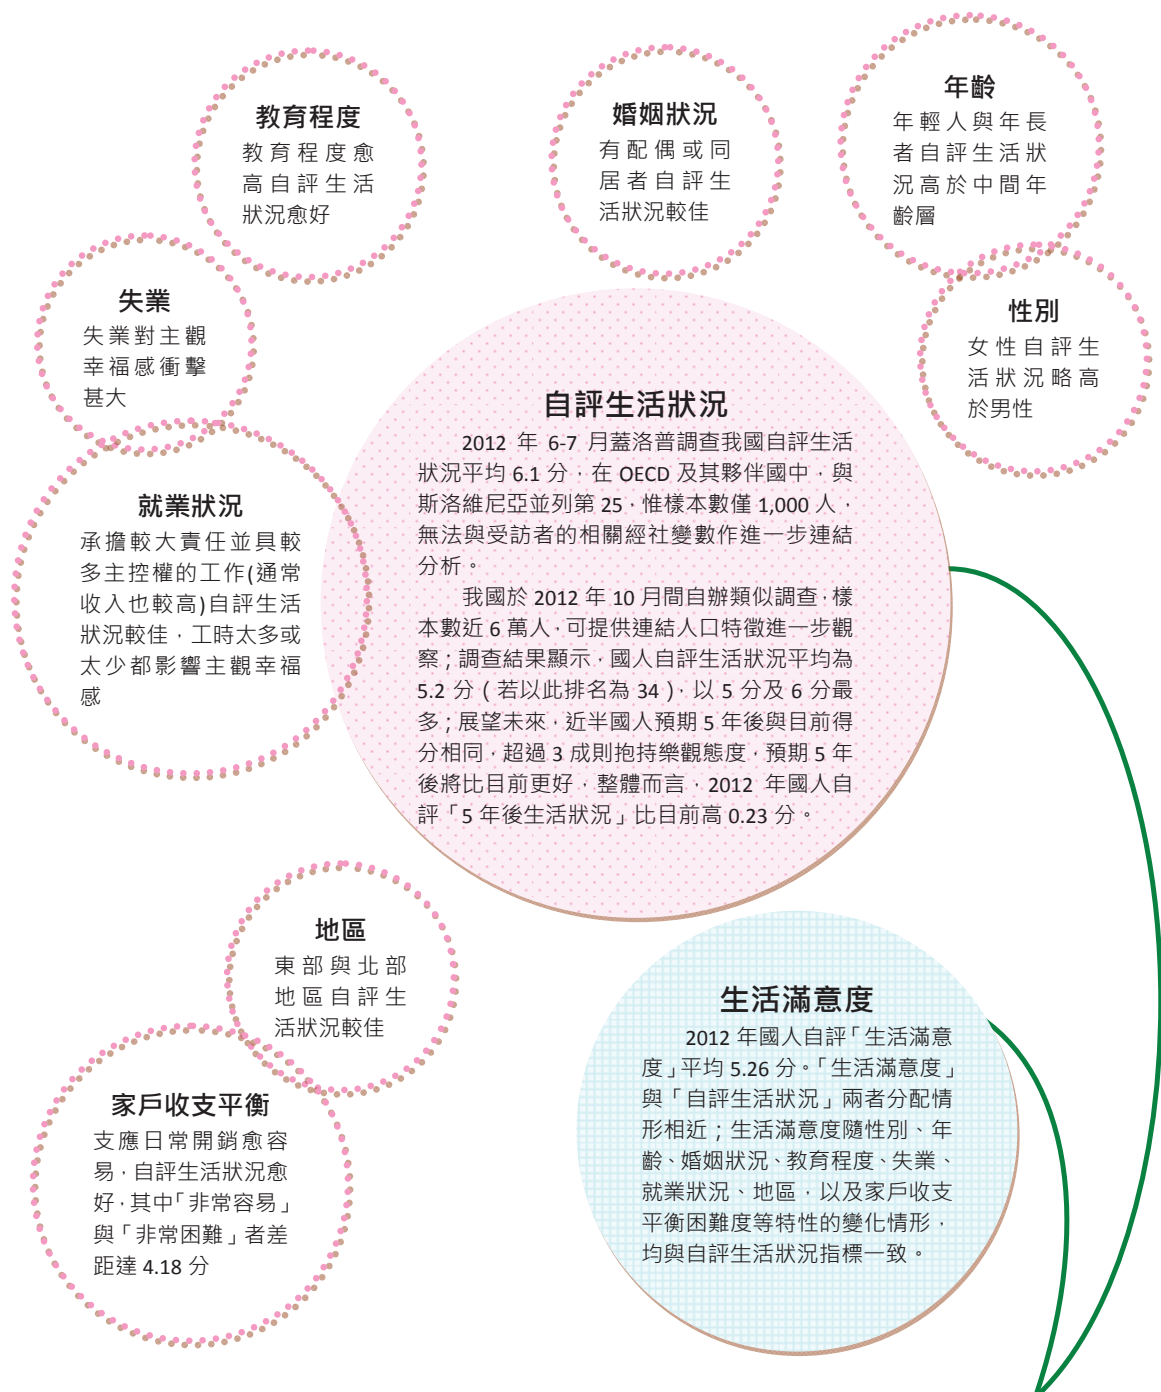 教育程度
教育程度愈
高自評生活
狀況愈好
婚姻狀況
有配偶或同
居者自評生
活狀況較佳
年齡
年輕人與年長
者自評生活狀
況高於中間年
齡層
失業
失業對主觀
幸福感衝擊
甚大
性別
女性自評生
活狀況略高
於男性
就業狀況
承擔較大責任並具較
多主控權的工作(通常
收入也較高)自評生活
狀況較佳，工時太多或
太少都影響主觀幸福
感
自評生活狀況
2012 年 6-7 月蓋洛普調查我國自評生活
狀況平均 6.1 分，在 OECD 及其夥伴國中，與
斯洛維尼亞並列第 25，惟樣本數僅 1,000 人，
無法與受訪者的相關經社變數作進一步連結
分析。
我國於 2012 年 10 月間自辦類似調查，樣
本數近 6 萬人，可提供連結人口特徵進一步觀
察；調查結果顯示，國人自評生活狀況平均為
5.2 分（若以此排名為 34），以 5 分及 6 分最
多；展望未來，近半國人預期 5 年後與目前得
分相同，超過 3 成則抱持樂觀態度，預期 5 年
後將比目前更好，整體而言，2012 年國人自
評「5 年後生活狀況」比目前高 0.23 分。
地區
東部與北部
地區自評生
活狀況較佳
家戶收支平衡
支應日常開銷愈容
易，自評生活狀況愈
好，其中「非常容易」
與「非常困難」者差
距達 4.18 分
生活滿意度
2012 年國人自評「生活滿意
度」平均 5.26 分。「生活滿意度」
與「自評生活狀況」兩者分配情
形相近；生活滿意度隨性別、年
齡、婚姻狀況、教育程度、失業、
就業狀況、地區，以及家戶收支
平衡困難度等特性的變化情形，
均與自評生活狀況指標一致。